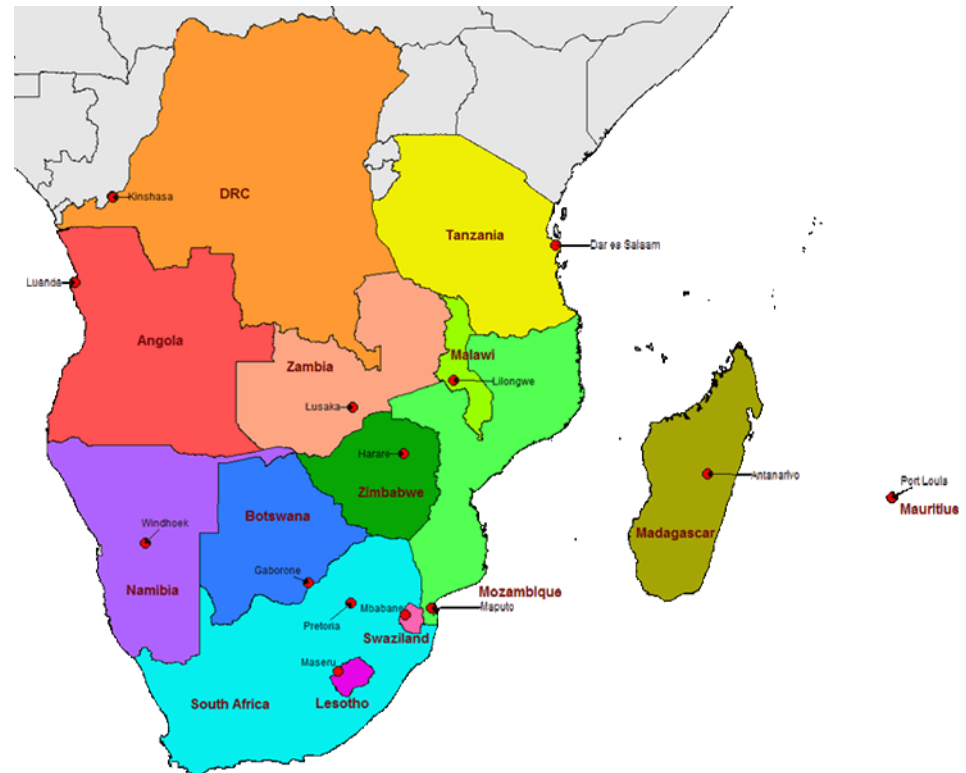 DRC
Kinshasa
Tanzania
Dar es Salaam
Luanda
Angola
Zambia
Malawi
Lilongwe
Lusaka
Harare
Zimbabwe
Antanarivo
Port Louis
Mauritius
Botswana
Windhoek
Madagascar
Gaborone
Namibia
Mozambique
Mbabane
Maputo
Pretoria
Swaziland
Maseru
South Africa
Lesotho